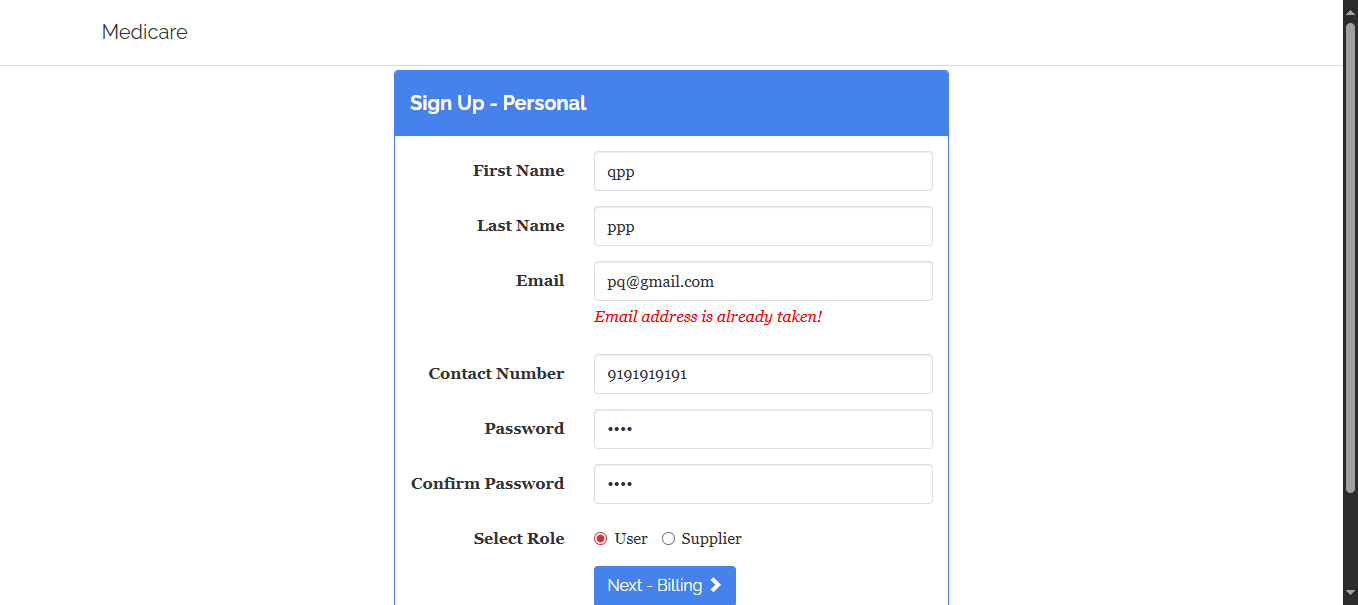 Medicare
Sign Up - Personal
First Name qpp
Last Name ppp
Email pq@gmail.com
Email address is already taken!
Contact Number 9191919191
Password ••••
Confirm Password ••••
Select Role User Supplier
Next - Billing